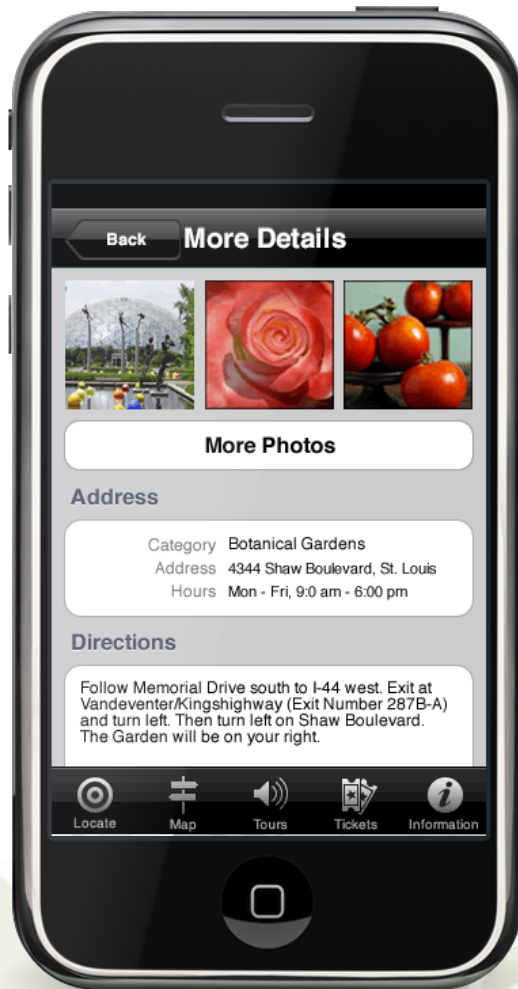 Back
More Details
More Photos
Address
Category Botanical Gardens
Address 4344 Shaw Boulevard, St. Louis
Hours Mon - Fri, 9:0 am - 6:00 pm
Directions
Follow Memorial Drive south to I-44 west. Exit at
Vandeventer/Kingshighway (Exit Number 287B-A)
and turn left. Then turn left on Shaw Boulevard.
The Garden will be on your right.
Locate
Map
Tours
Tickets
Information